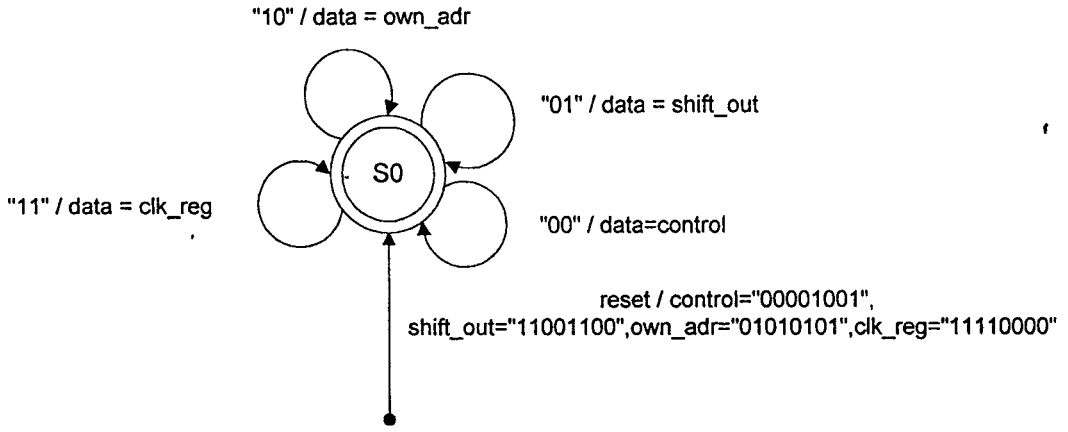 "10" / data = own_adr
"01" / data = shift_out
S0
"11" / data = clk_reg
"00" / data=control
reset / control="00001001",
shift_out="11001100",own_adr="01010101",clk_reg="11110000"